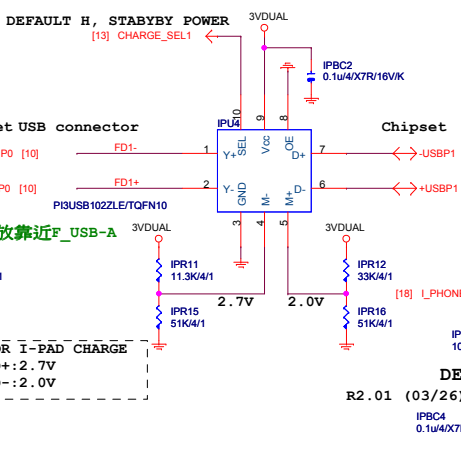 DEFAULT H, STABYBY POWER
3VDUAL
[13] CHARGE_SEL1
IPBC2
0.1u/4/X7R/16V/K
et USB connector
IPU4
10
9
8
Chipset
SEL
Vcc
OE
P0 [10]
FD1-
1
Y+
D+
7
-USBP1
P0 [10]
FD1+
2
Y-
D-
6
+USBP1
GND
M-
M+
PI3USB102ZLE/TQFN10
3
4
5
放靠近F_USB-A
3VDUAL
3VDUAL
IPR11
11.3K/4/1
IPR12
33K/4/1
2.7V
2.0V
[18] I_PHON
IPR15
51K/4/1
IPR16
51K/4/1
OR I-PAD CHARGE
+:2.7V
-:2.0V
IP
10
DE
R2.01 (03/26)
IPBC4
0.1u/4/X7